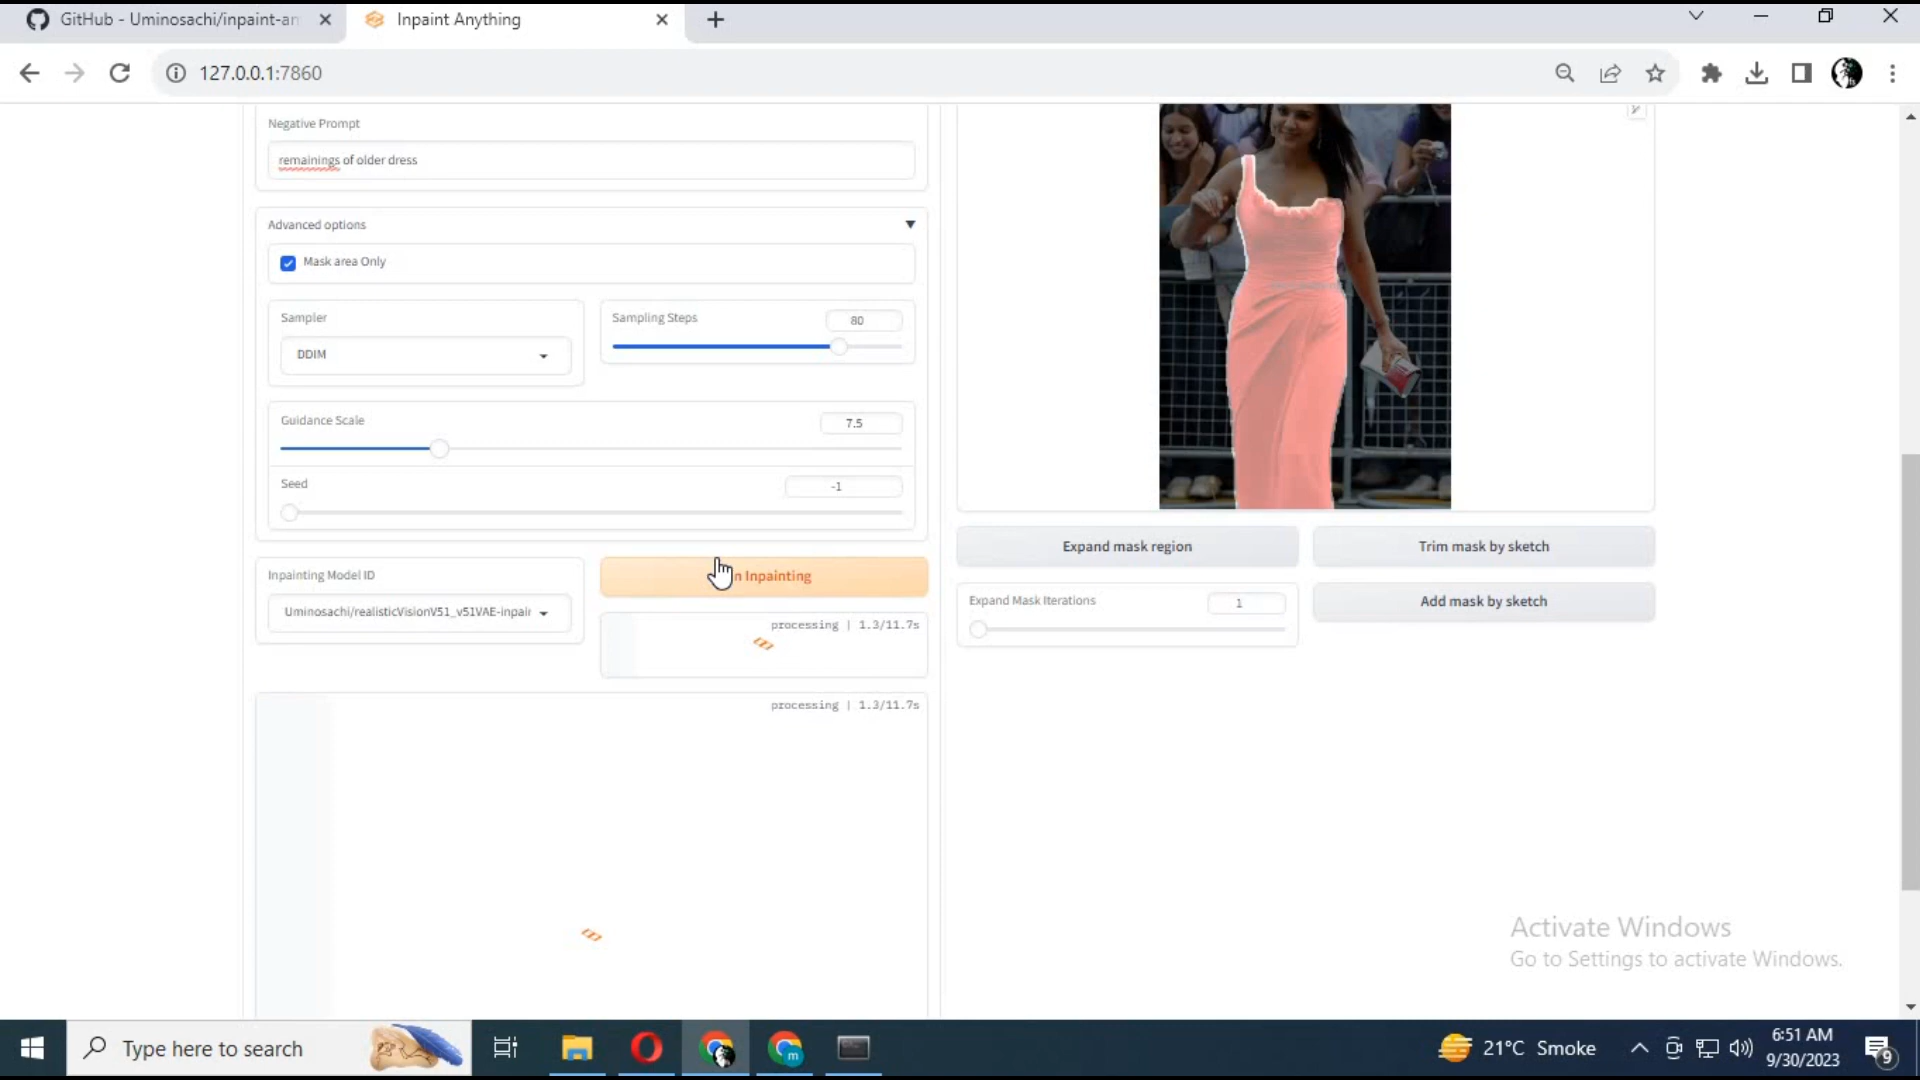 GitHub - Uminosachi/inpaint-an
Inpaint Anything
127.0.0.1:7860
Negative Prompt
remainings of older dress
Advanced options
Mask area Only
Sampler
DDIM
Sampling Steps
80
Guidance Scale
7.5
Seed
-1
Inpainting Model ID
Uminosachi/realisticVisionV51_v51VAE-inpain
n Inpainting
processing | 1.3/11.7s
processing | 1.3/11.7s
Expand mask region
Trim mask by sketch
Expand Mask Iterations
1
Add mask by sketch
Activate Windows
Go to Settings to activate Windows.
Type here to search
m
21°C Smoke
6:51 AM
9/30/2023
9